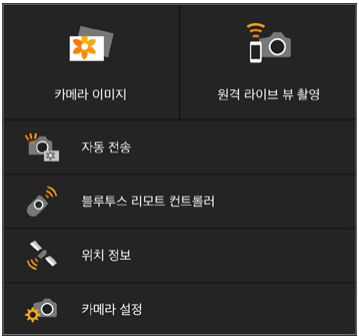 카메라 이미지
원격 라이브 뷰 촬영
자동 전송
블루투스 리모트 컨트롤러
위치 정보
카메라 설정